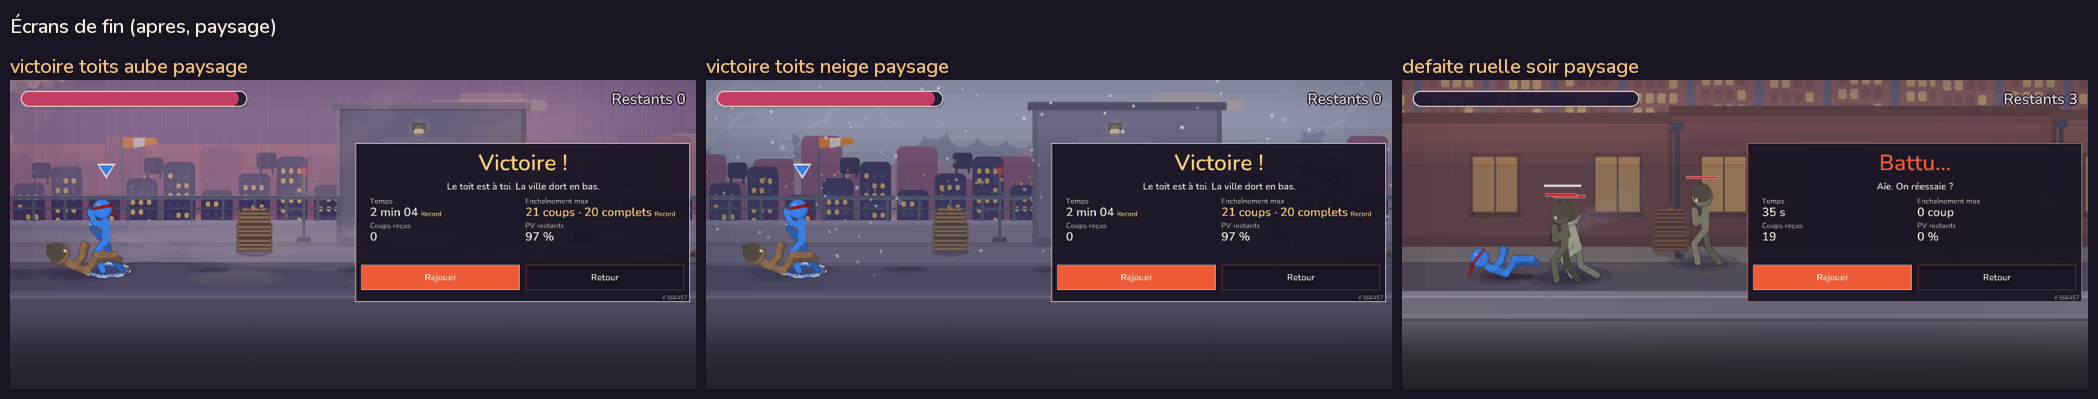 Écrans de fin (apres, paysage)
victoire toits aube paysage
Restants 0
Victoire !
Le toit est à toi. La ville dort en bas.
Temps
Enchaînement max
2 min 04 Record
21 coups · 20 complets Record
Coups reçus
PV restants
0
97 %
Rejouer
Retour
# 566457
victoire toits neige paysage
Restants 0
Victoire !
Le toit est à toi. La ville dort en bas.
Temps
Enchaînement max
2 min 04 Record
21 coups · 20 complets Record
Coups reçus
PV restants
0
97 %
Rejouer
Retour
# 566457
defaite ruelle soir paysage
Restants 3
Battu...
Aïe. On réessaie ?
Temps
Enchaînement max
35 s
0 coup
Coups reçus
PV restants
19
0 %
Rejouer
Retour
# 566457